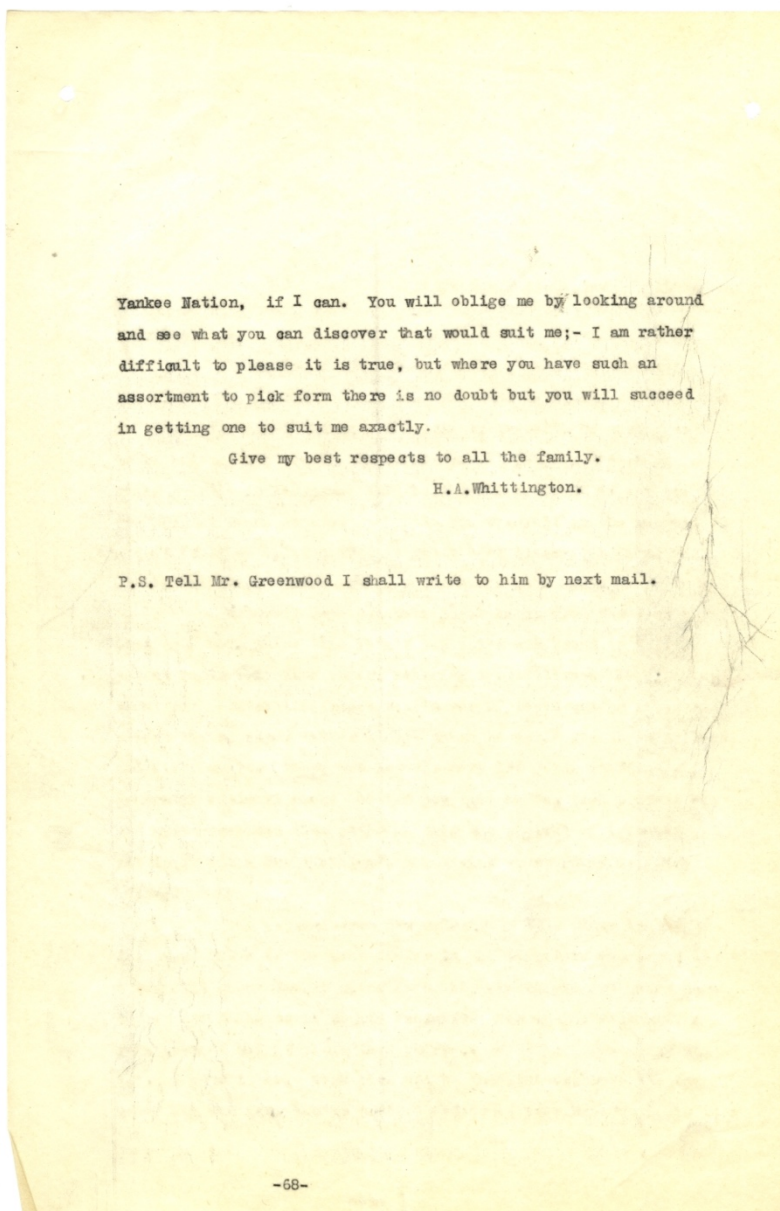 Yankee Nation, if I can. You will oblige me by looking around
and see what you can discover that would suit me;- I am rather
difficult to please it is true, but where you have such an
assortment to pick form there is no doubt but you will succeed
in getting one to suit me axactly.
Give my best respects to all the family.
H.A.Whittington.
P.S. Tell Mr. Greenwood I shall write to him by next mail.
-68-